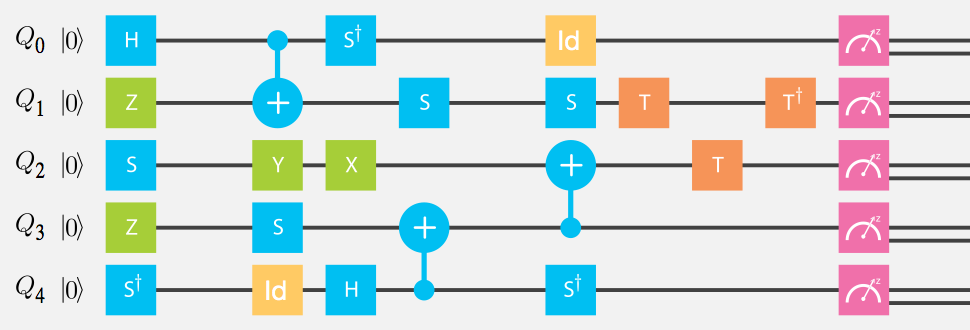 Q0 |0⟩ H S† Id z
Q1 |0⟩ Z + S S T T† z
Q2 |0⟩ S Y X + T z
Q3 |0⟩ Z S + z
Q4 |0⟩ S† Id H S† z